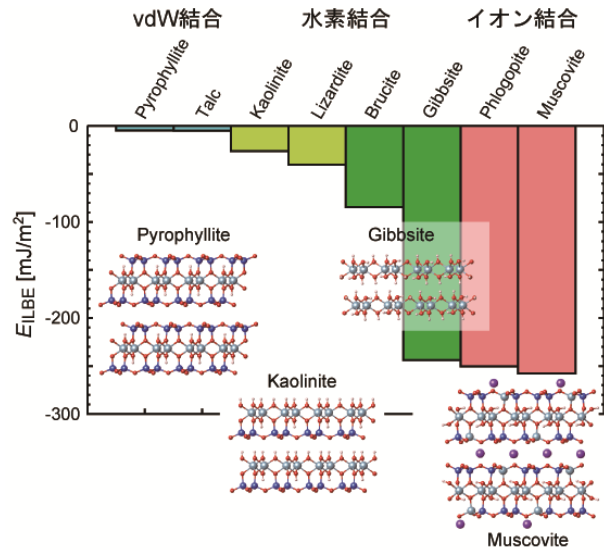 vdW結合 水素結合 イオン結合
Pyrophyllite
Talc
Kaolinite
Lizardite
Brucite
Gibbsite
Phlogopite
Muscovite
0
-100
-200
-300
EILBE [mJ/m²]
Pyrophyllite
Gibbsite
Kaolinite
Muscovite